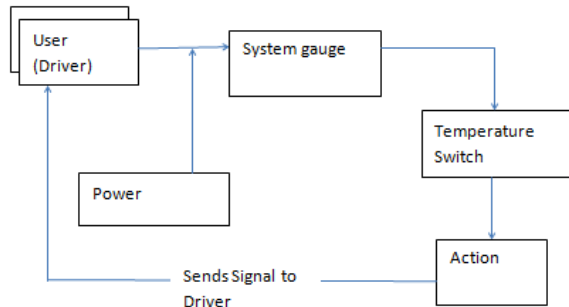 User
(Driver)
System gauge
Temperature
Switch
Power
Action
Sends Signal to
Driver